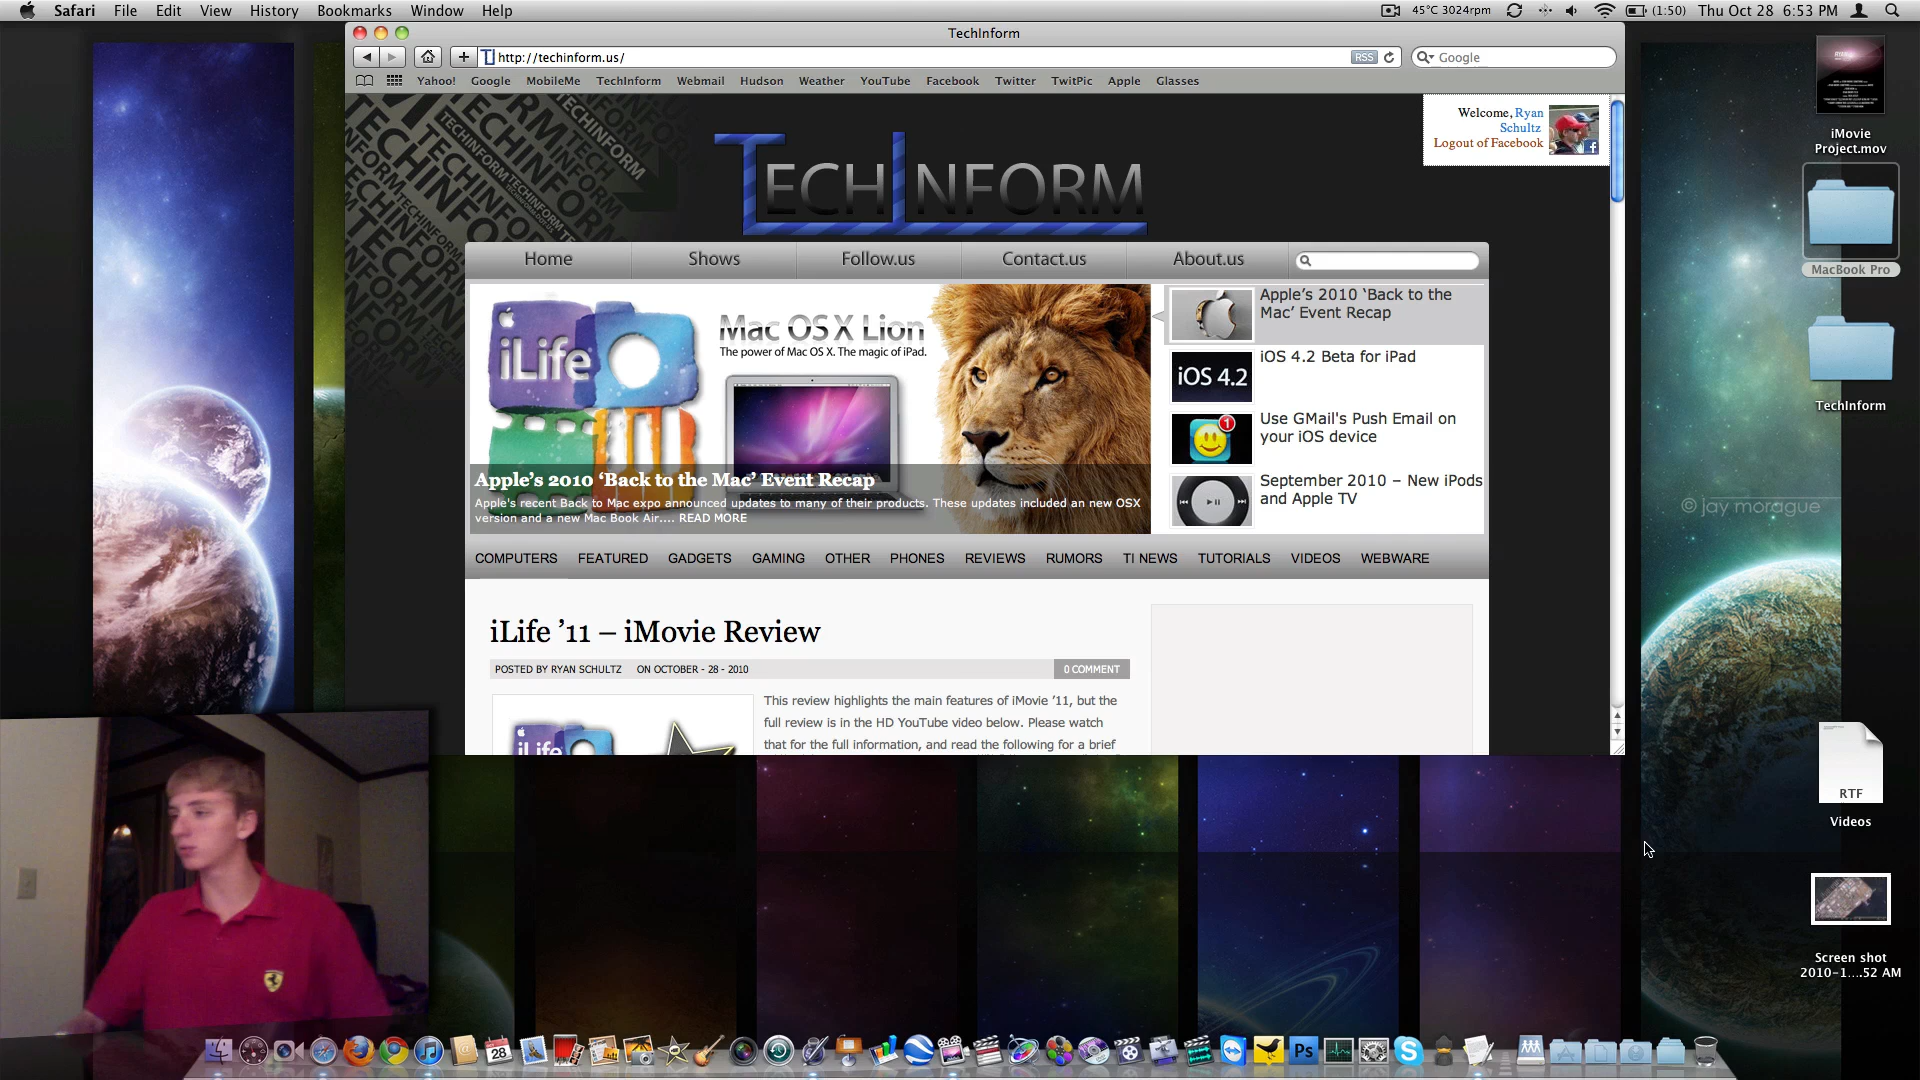 Safari File Edit View History Bookmarks Window Help
45°C 3024rpm (1:50) Thu Oct 28 6:53 PM
TechInform
http://techinform.us/ RSS Google
Yahoo! Google MobileMe TechInform Webmail Hudson Weather YouTube Facebook Twitter TwitPic Apple Glasses
Welcome, Ryan
Schultz
Logout of Facebook
TECHINFORM
Home Shows Follow.us Contact.us About.us
iLife
Mac OS X Lion
The power of Mac OS X. The magic of iPad.
Apple's 2010 ‘Back to the Mac’ Event Recap
Apple's recent Back to Mac expo announced updates to many of their products. These updates included an new OSX
version and a new Mac Book Air.... READ MORE
Apple’s 2010 ‘Back to the
Mac’ Event Recap
iOS 4.2
iOS 4.2 Beta for iPad
1
Use GMail's Push Email on
your iOS device
September 2010 – New iPods
and Apple TV
COMPUTERS FEATURED GADGETS GAMING OTHER PHONES REVIEWS RUMORS TI NEWS TUTORIALS VIDEOS WEBWARE
iLife ’11 – iMovie Review
POSTED BY RYAN SCHULTZ ON OCTOBER - 28 - 2010 0 COMMENT
This review highlights the main features of iMovie ’11, but the
full review is in the HD YouTube video below. Please watch
that for the full information, and read the following for a brief
iLife
iMovie
Project.mov
MacBook Pro
TechInform
© jay morague
RTF
Videos
Screen shot
2010-1...52 AM
28
Ps